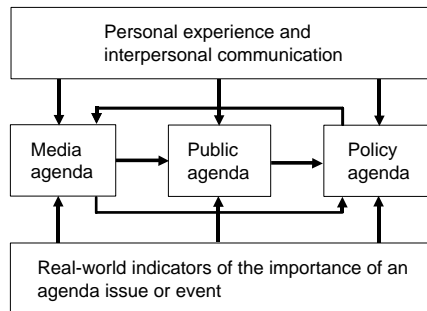 Personal experience and
interpersonal communication
Media
agenda
Public
agenda
Policy
agenda
Real-world indicators of the importance of an
agenda issue or event